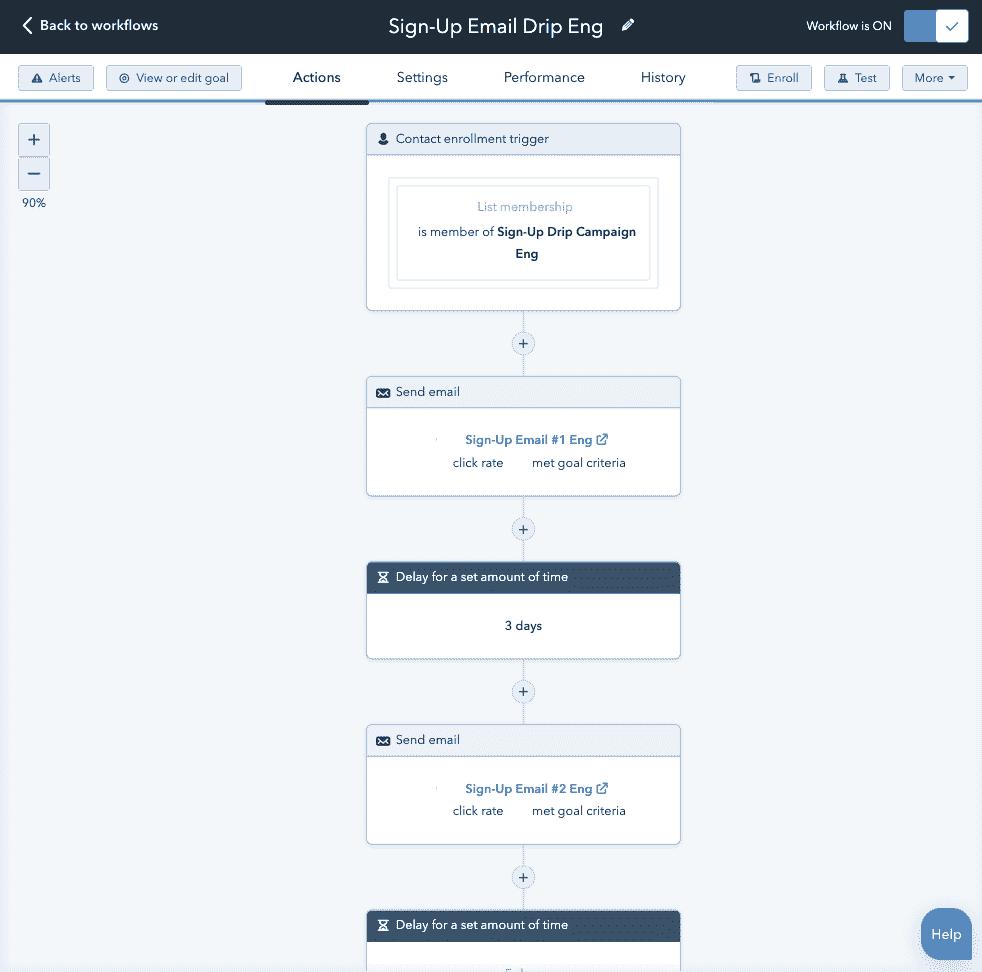 Back to workflows
Sign-Up Email Drip Eng
Workflow is ON
Alerts
View or edit goal
Actions
Settings
Performance
History
Enroll
Test
More
90%
Contact enrollment trigger
List membership
is member of Sign-Up Drip Campaign
Eng
Send email
Sign-Up Email #1 Eng
click rate met goal criteria
Delay for a set amount of time
3 days
Send email
Sign-Up Email #2 Eng
click rate met goal criteria
Delay for a set amount of time
Help